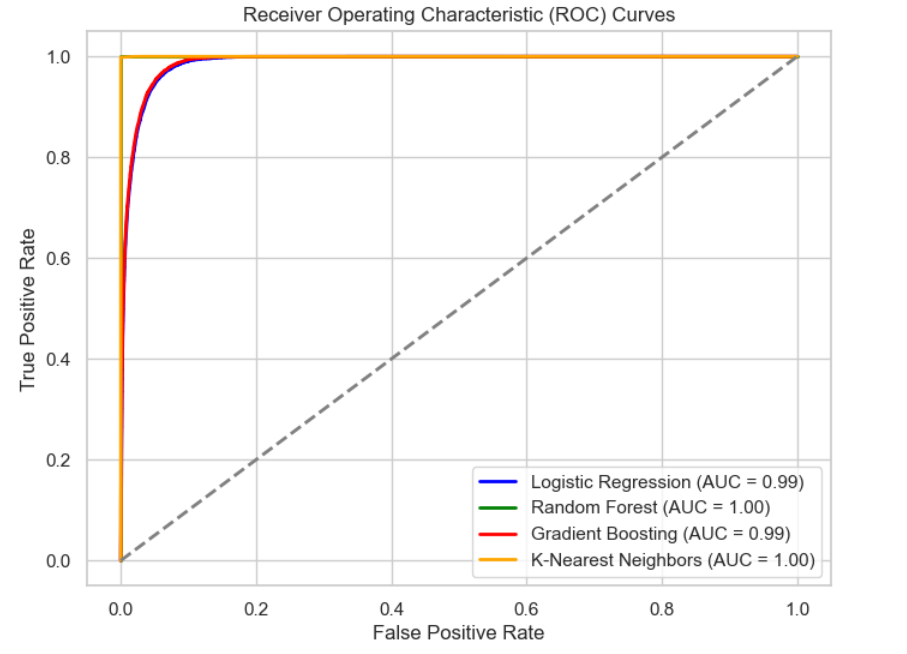 Receiver Operating Characteristic (ROC) Curves
True Positive Rate
1.0
0.8
0.6
0.4
0.2
0.0
Logistic Regression (AUC = 0.99)
Random Forest (AUC = 1.00)
Gradient Boosting (AUC = 0.99)
K-Nearest Neighbors (AUC = 1.00)
0.0 0.2 0.4 0.6 0.8 1.0
False Positive Rate